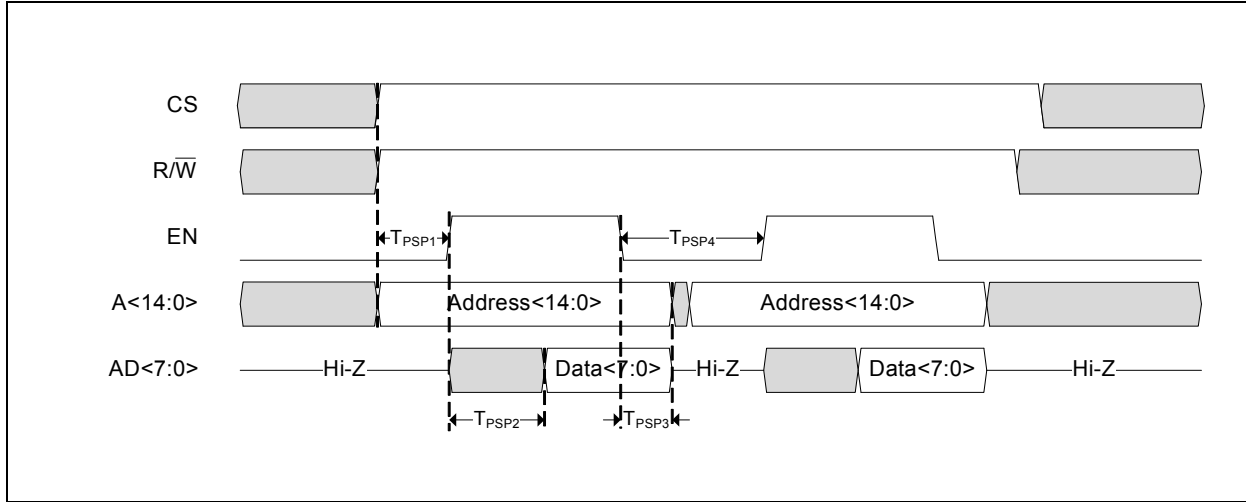 CS
R/W̅
EN
TPSP1
TPSP4
A<14:0>
Address<14:0>
Address<14:0>
AD<7:0>
Hi-Z
Data<7:0>
Hi-Z
Data<7:0>
Hi-Z
TPSP2
TPSP3